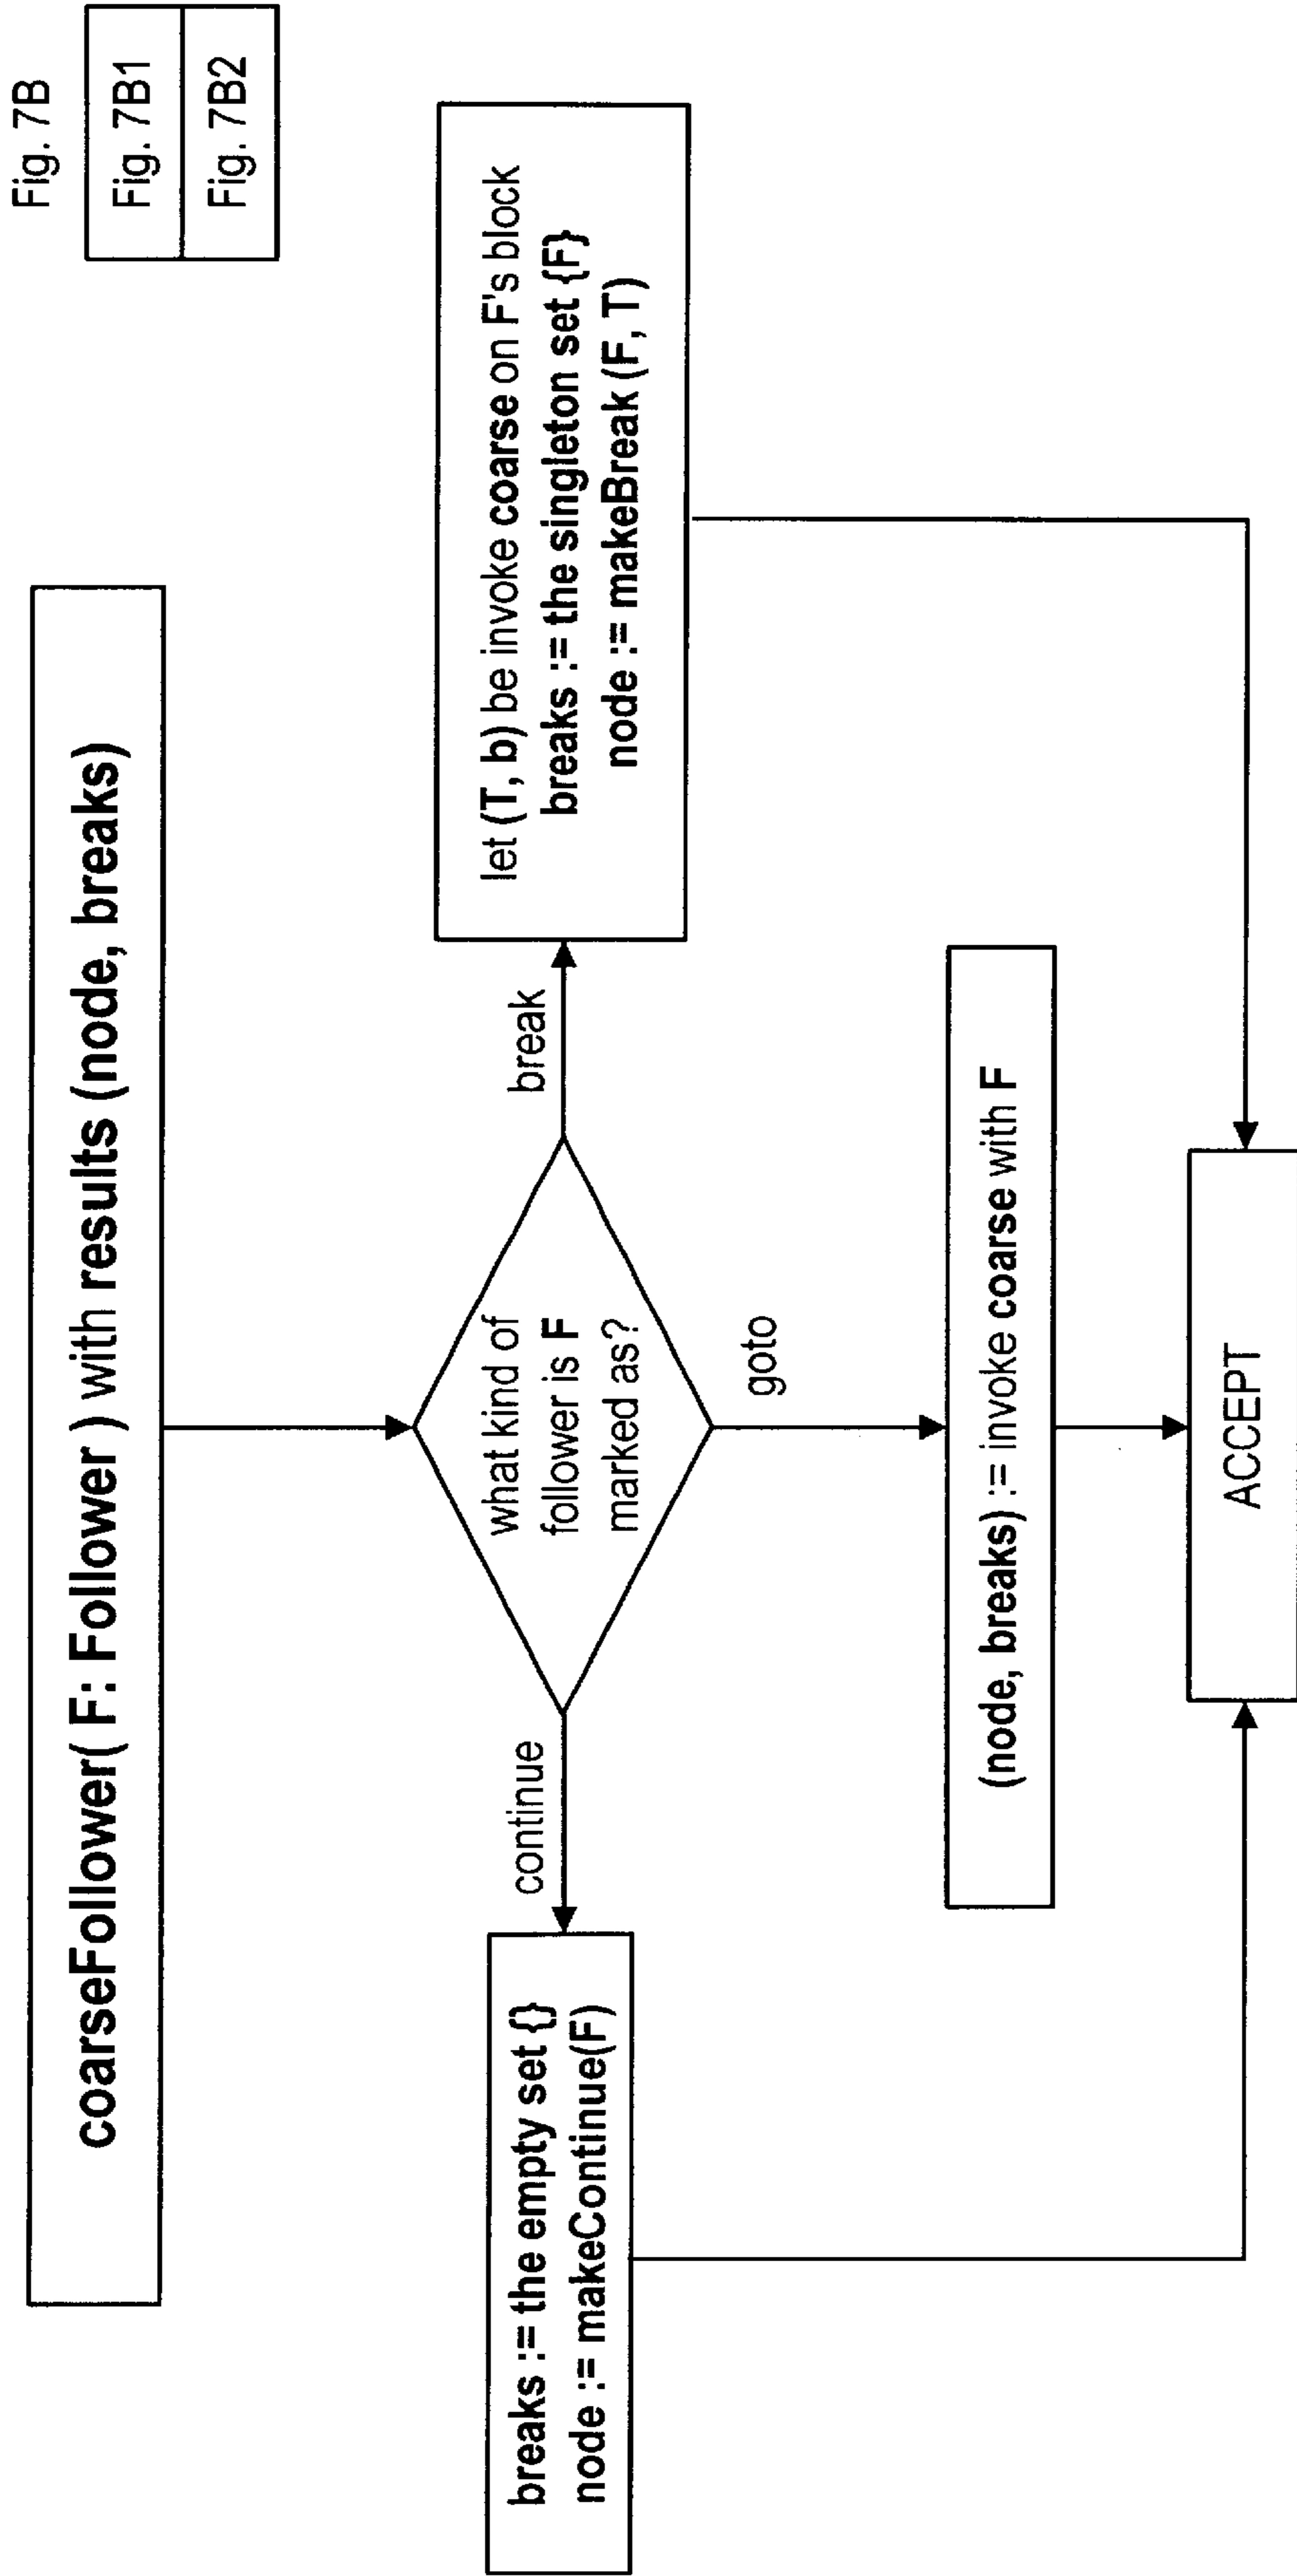 Fig. 7B
Fig. 7B1
Fig. 7B2
coarseFollower( F: Follower ) with results (node, breaks)
what kind of
follower is F
marked as?
continue
break
goto
breaks := the empty set {}
node := makeContinue(F)
let (T, b) be invoke coarse on F's block
breaks := the singleton set {F}
node := makeBreak (F, T)
(node, breaks) := invoke coarse with F
ACCEPT